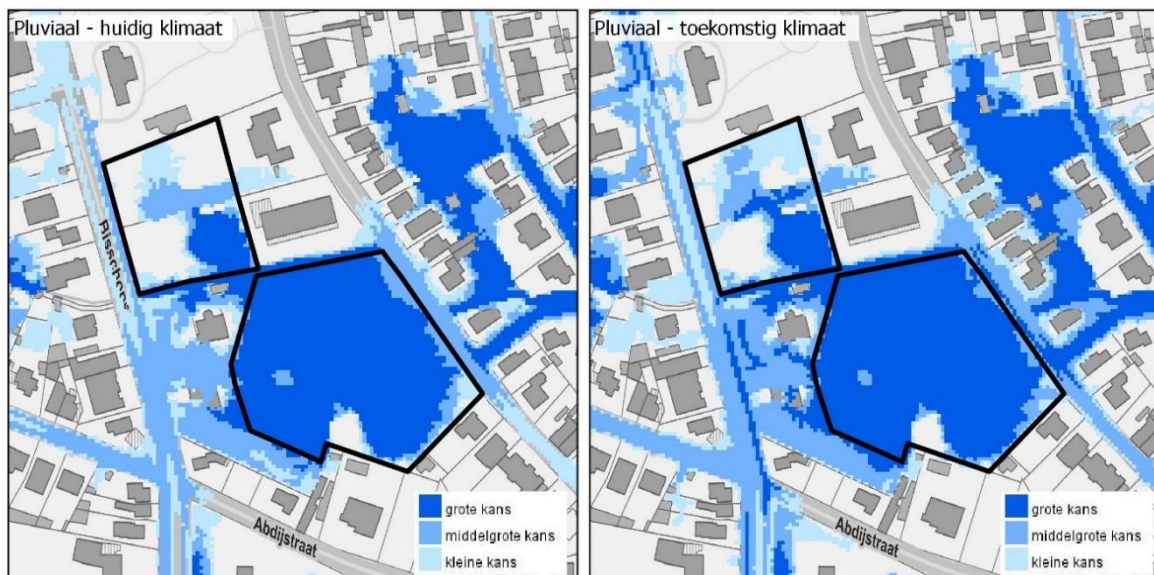 Pluviaal - huidig klimaat
Abdijstraat
grote kans
middelgrote kans
kleine kans
Pluviaal - toekomstig klimaat
Abdijstraat
grote kans
middelgrote kans
kleine kans